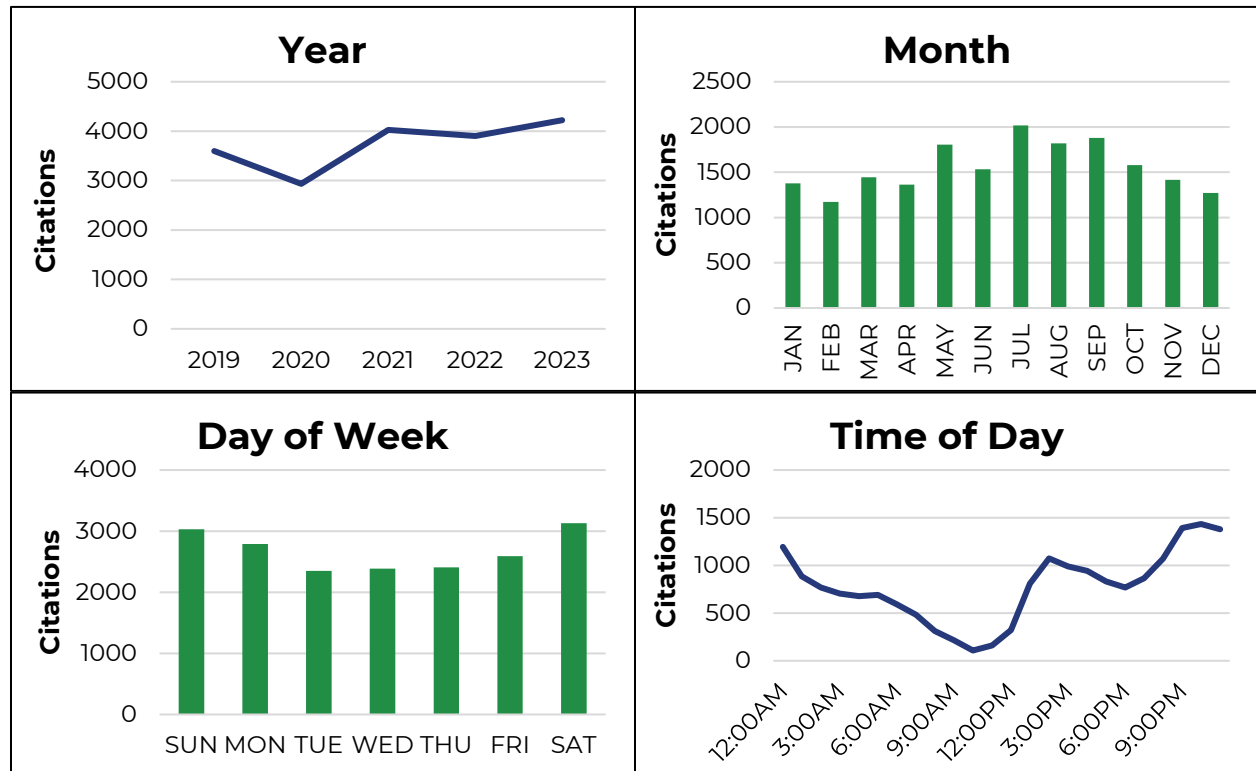 Year
Citations
5000
4000
3000
2000
1000
0
2019 2020 2021 2022 2023
Month
Citations
2500
2000
1500
1000
500
0
JAN FEB MAR APR MAY JUN JUL AUG SEP OCT NOV DEC
Day of Week
Citations
4000
3000
2000
1000
0
SUN MON TUE WED THU FRI SAT
Time of Day
Citations
2000
1500
1000
500
0
12:00AM 3:00AM 6:00AM 9:00AM 12:00PM 3:00PM 6:00PM 9:00PM